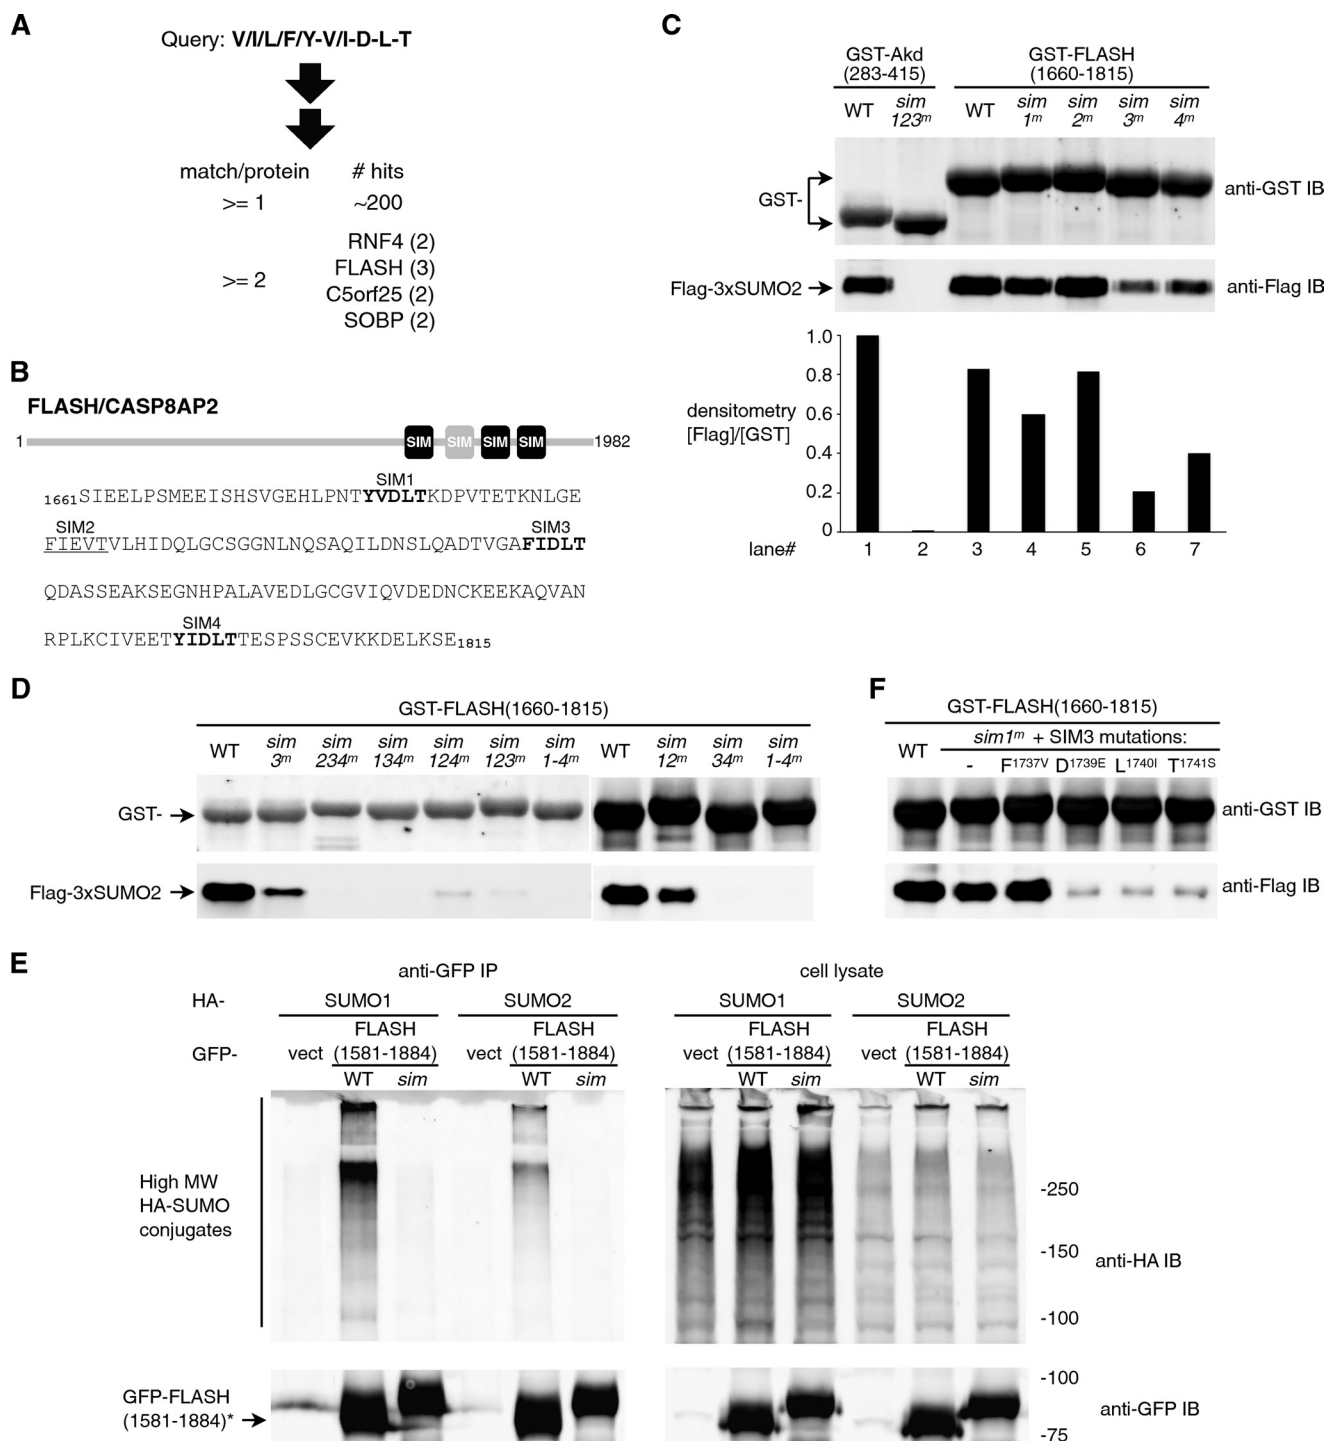 A
Query: V/I/L/F/Y-V/I-D-L-T
match/protein # hits
>= 1 ~200
RNF4 (2)
FLASH (3)
>= 2
C5orf25 (2)
SOBP (2)
B
FLASH/CASP8AP2
1 SIM SIM SIM SIM 1982
SIM1
1661SIEELPSMEEISHSVGEHLPNTYVDLTKDPVTETKNLGE
SIM2 SIM3
FIEVTVLHIDQLGCSGGNLNQSAQILDNSLQADTVGAFIDLT
QDASSEAKSEGNHPALAVEDLGCGVIQVDEDNCKEEKAQVAN
SIM4
RPLKCIVEETYIDLTTESPSSCEVKKDELKSE1815
C
GST-Akd GST-FLASH
(283-415) (1660-1815)
WT sim 123m WT sim 1m sim 2m sim 3m sim 4m
GST- anti-GST IB
Flag-3xSUMO2 anti-Flag IB
1.0
0.8
densitometry
[Flag]/[GST]
0.6
0.4
0.2
0
lane# 1 2 3 4 5 6 7
D
GST-FLASH(1660-1815)
WT sim 3m sim 234m sim 134m sim 124m sim 123m sim 1-4m WT sim 12m sim 34m sim 1-4m
GST-
Flag-3xSUMO2
F
GST-FLASH(1660-1815)
WT sim1m + SIM3 mutations:
- F1737V D1739E L1740I T1741S
anti-GST IB
anti-Flag IB
E
anti-GFP IP cell lysate
HA- SUMO1 SUMO2 SUMO1 SUMO2
FLASH FLASH FLASH FLASH
GFP- vect (1581-1884) vect (1581-1884) vect (1581-1884) vect (1581-1884)
WT sim WT sim WT sim WT sim
High MW
HA-SUMO
conjugates
-250
-150
anti-HA IB
-100
-100
GFP-FLASH
(1581-1884)*
anti-GFP IB
-75